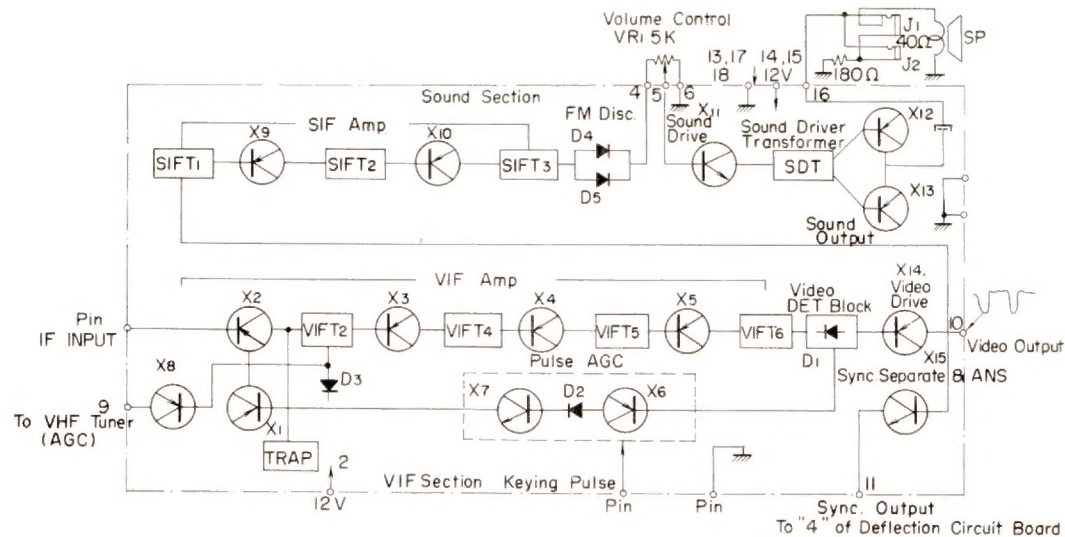 Volume Control
VR1 5K
13,17
18
14,15
12V
J1
40Ω
J2
180Ω
SP
4
5
6
16
Sound Section
SIF Amp
FM Disc.
Sound
Drive
X11
Sound Driver
Transformer
X12
X9
X10
D4
SIFT1
SIFT2
SIFT3
D5
SDT
X13
Sound
Output
VIF Amp
X2
X3
X4
X5
Video
DET Block
X14,
Video
Drive
Pin
IF INPUT
VIFT2
VIFT4
VIFT5
VIFT6
D1
10
Video Output
X8
D3
Pulse AGC
X15
Sync. Separate & ANS
X7
D2
X6
9
To VHF Tuner
(AGC)
X1
TRAP
2
12V
VIF Section
Keying Pulse
Pin
Pin
11
Sync. Output
To "4" of Deflection Circuit Board